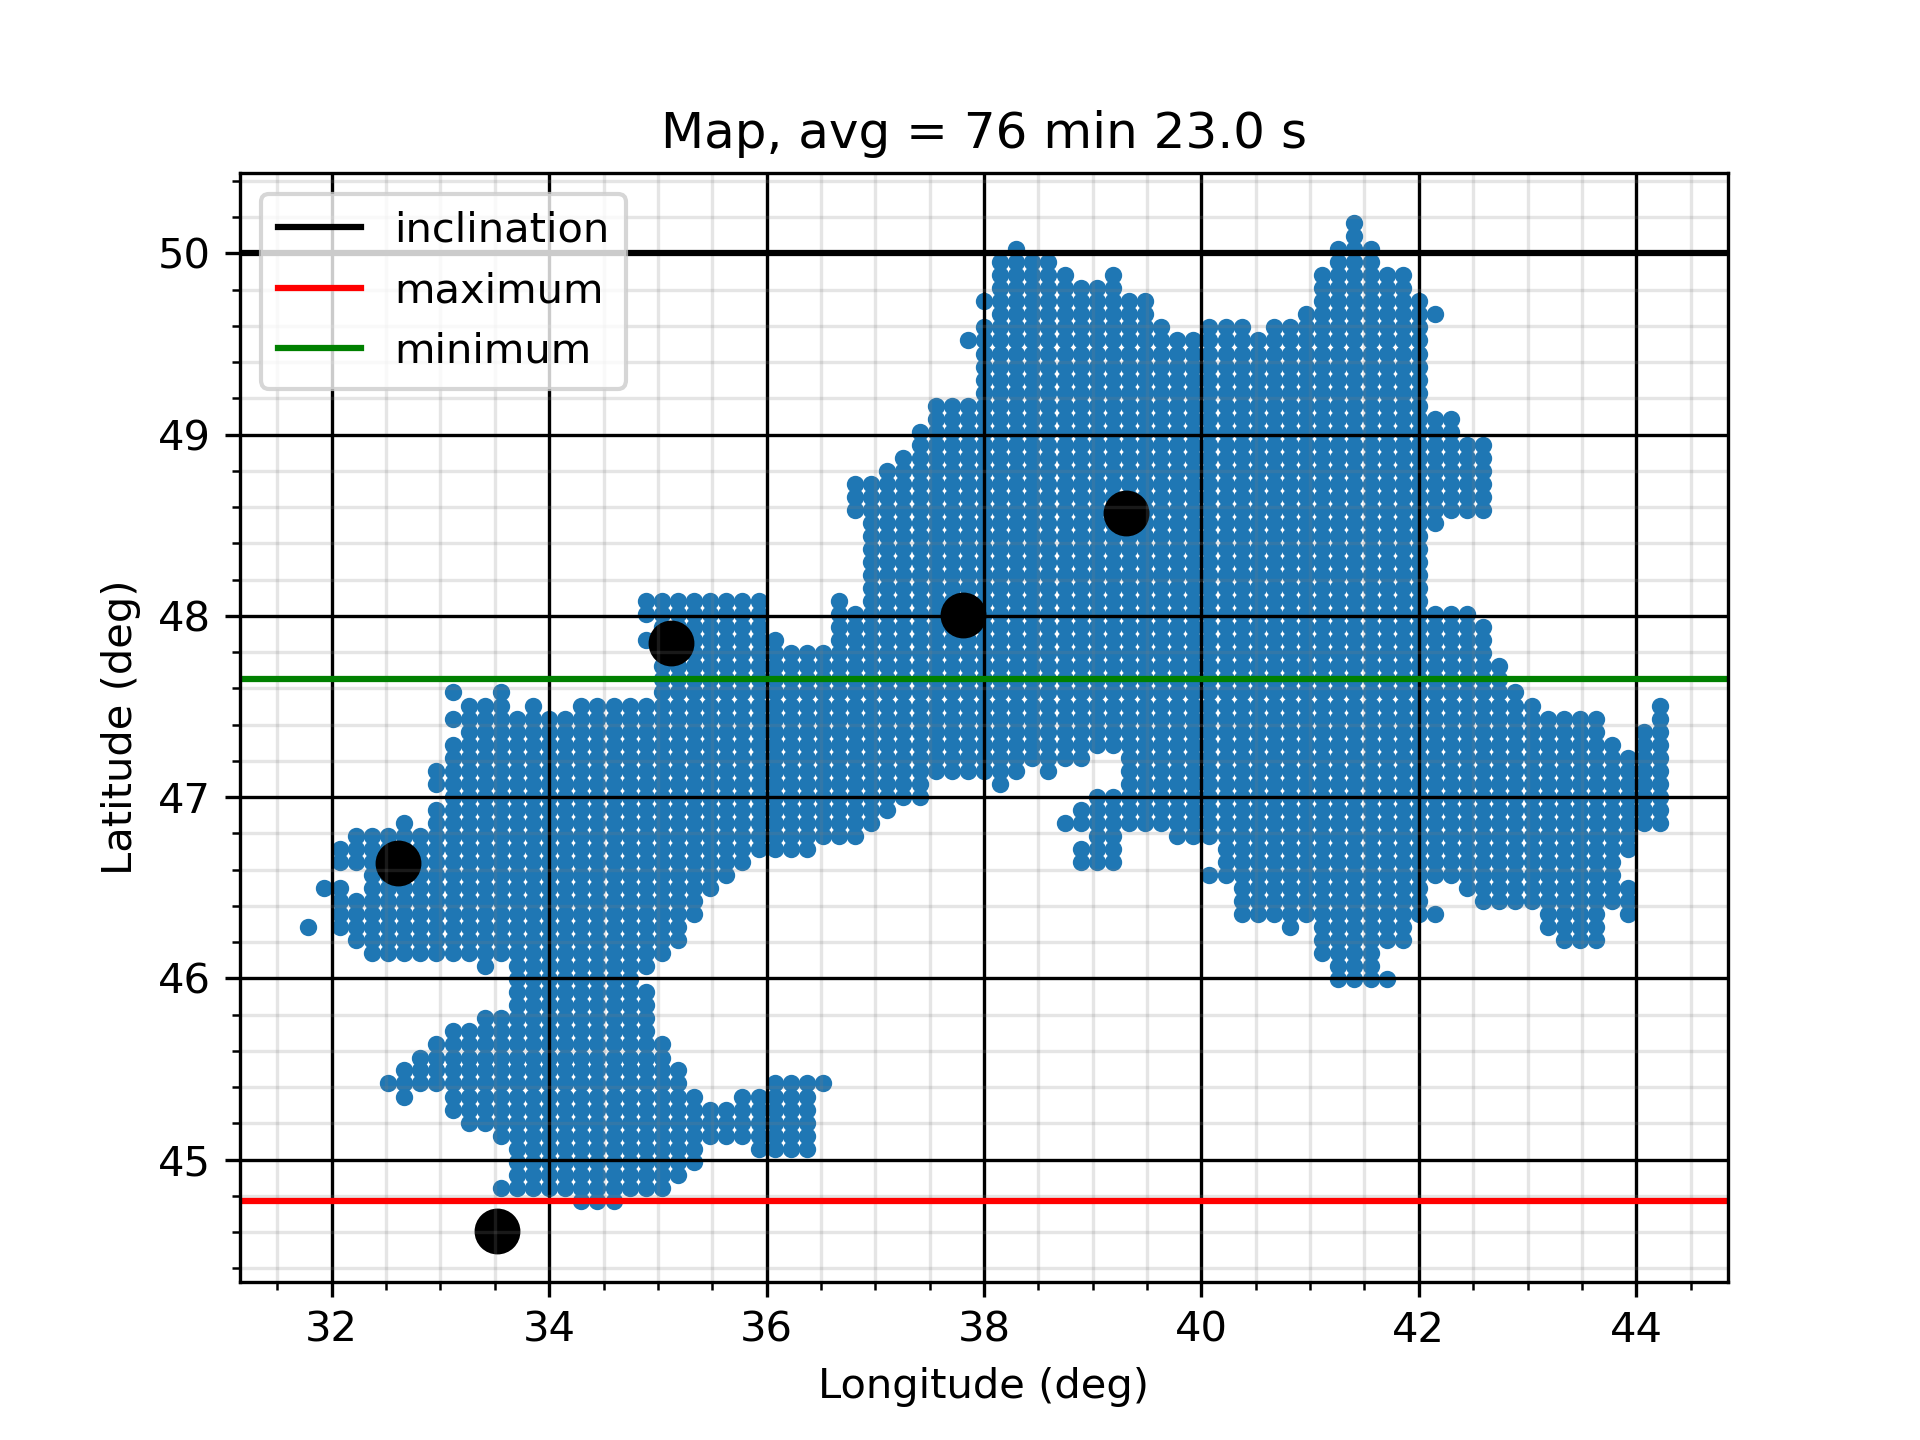 Map, avg = 76 min 23.0 s
inclination
maximum
minimum
50
49
48
47
46
45
Latitude (deg)
32 34 36 38 40 42 44
Longitude (deg)